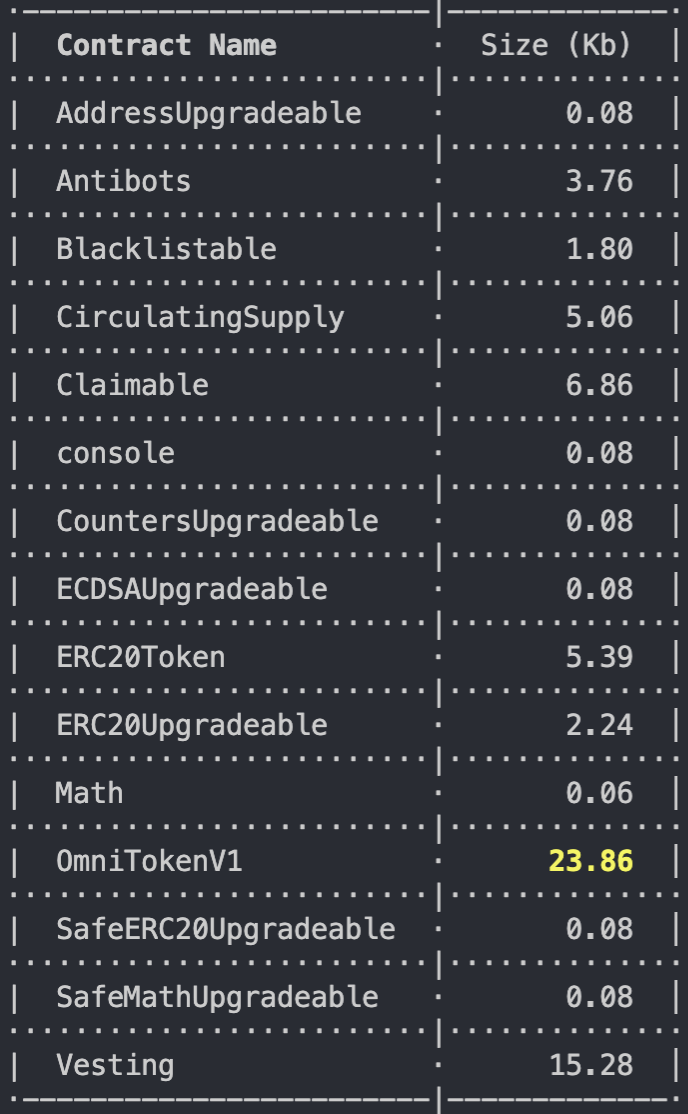 Contract Name · Size (Kb)
AddressUpgradeable · 0.08
Antibots · 3.76
Blacklistable · 1.80
CirculatingSupply · 5.06
Claimable · 6.86
console · 0.08
CountersUpgradeable · 0.08
ECDSAUpgradeable · 0.08
ERC20Token · 5.39
ERC20Upgradeable · 2.24
Math · 0.06
OmniTokenV1 · 23.86
SafeERC20Upgradeable · 0.08
SafeMathUpgradeable · 0.08
Vesting · 15.28